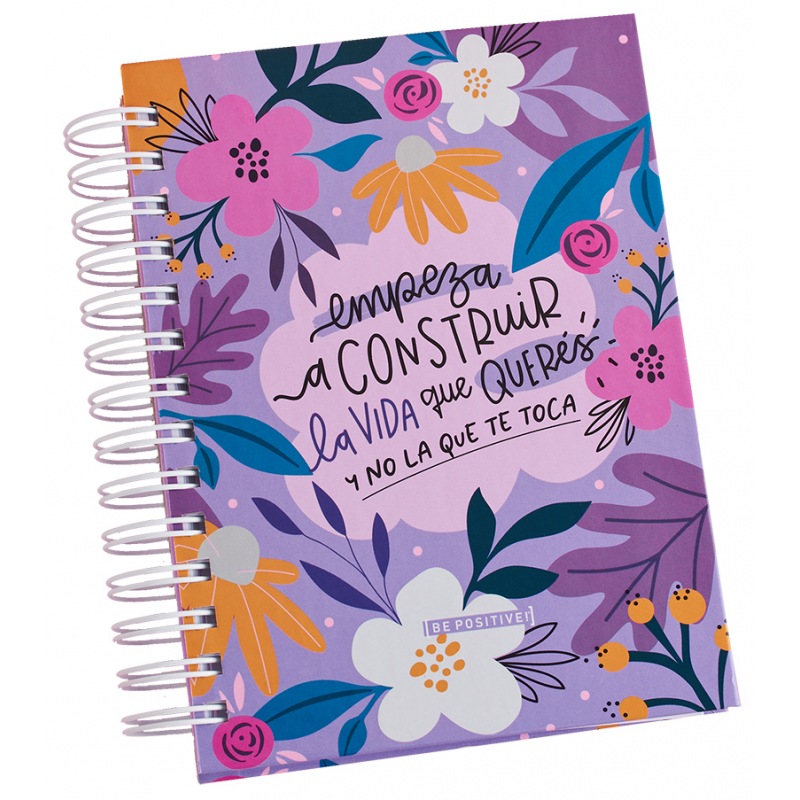 empeza
a CONSTRUIR
la VIDA que QUERÉS
Y NO LA QUE TE TOCA
[BE POSITIVE!]